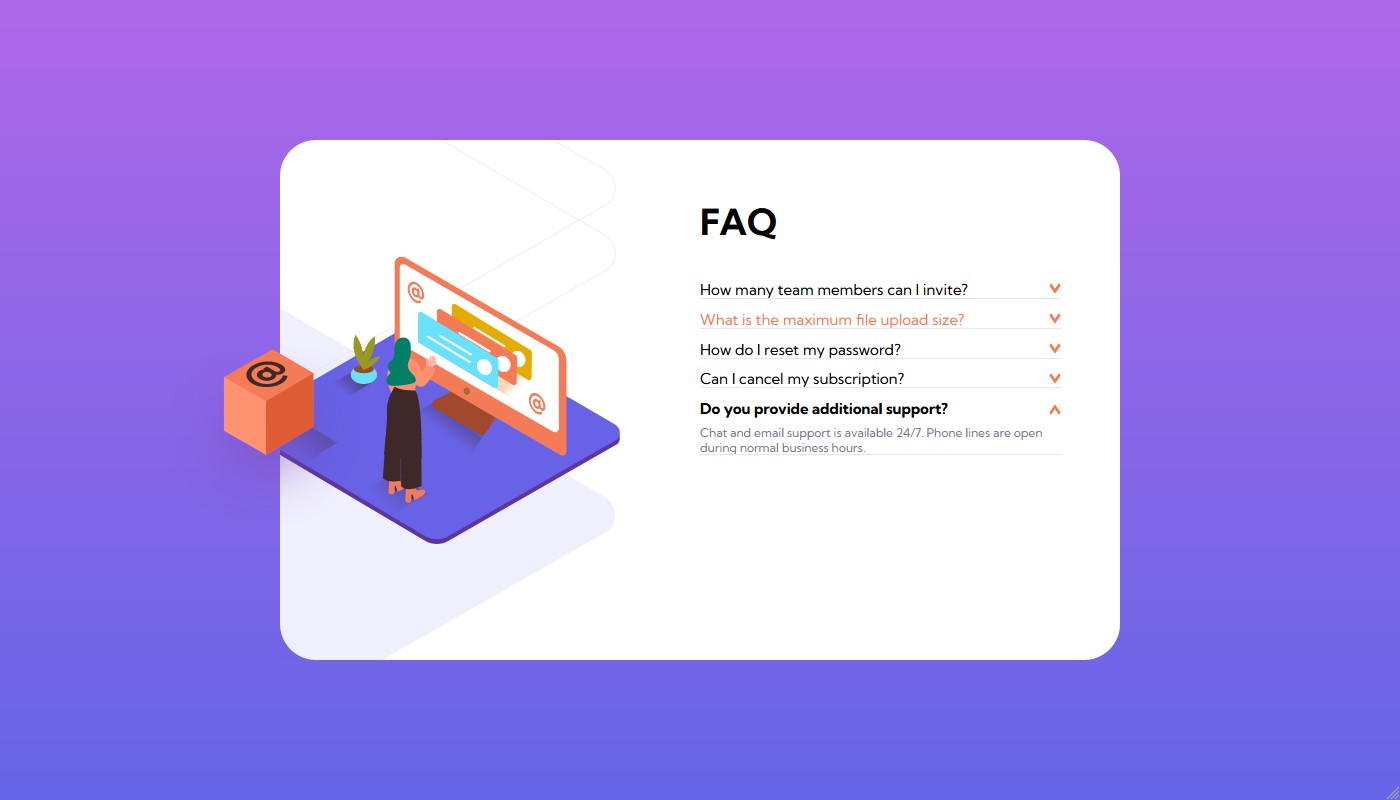 FAQ
How many team members can I invite?
What is the maximum file upload size?
How do I reset my password?
Can I cancel my subscription?
Do you provide additional support?
Chat and email support is available 24/7. Phone lines are open
during normal business hours.
@
@
@